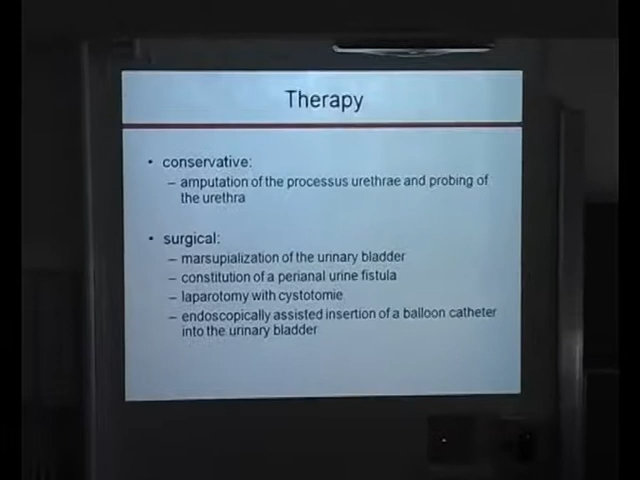 Therapy
• conservative:
– amputation of the processus urethrae and probing of
the urethra
• surgical:
– marsupialization of the urinary bladder
– constitution of a perianal urine fistula
– laparotomy with cystotomie
– endoscopically assisted insertion of a balloon catheter
into the urinary bladder